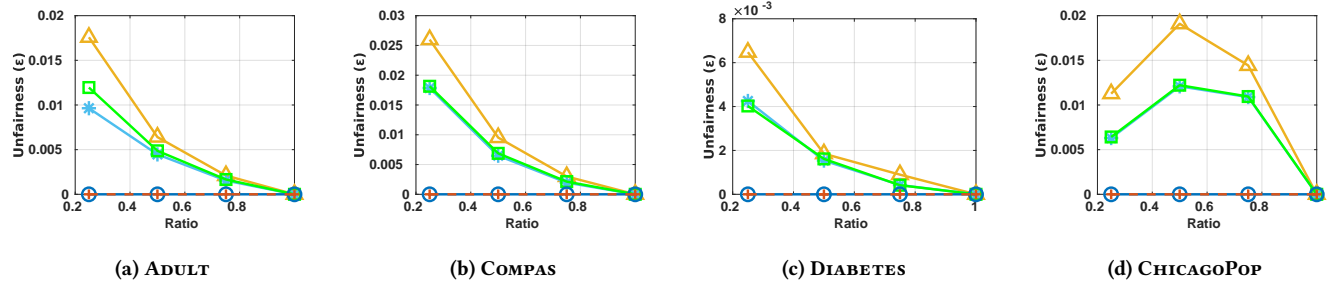 0.02
0.015
0.01
0.005
0
0.2 0.4 0.6 0.8
Unfairness (ε)
Ratio
(a) Adult
0.03
0.025
0.02
0.015
0.01
0.005
0
0.2 0.4 0.6 0.8
Unfairness (ε)
Ratio
(b) Compas
8 × 10 -3
6
4
2
0
0.2 0.4 0.6 0.8 1
Unfairness (ε)
Ratio
(c) Diabetes
0.02
0.015
0.01
0.005
0
0.2 0.4 0.6 0.8
Unfairness (ε)
Ratio
(d) ChicagoPop